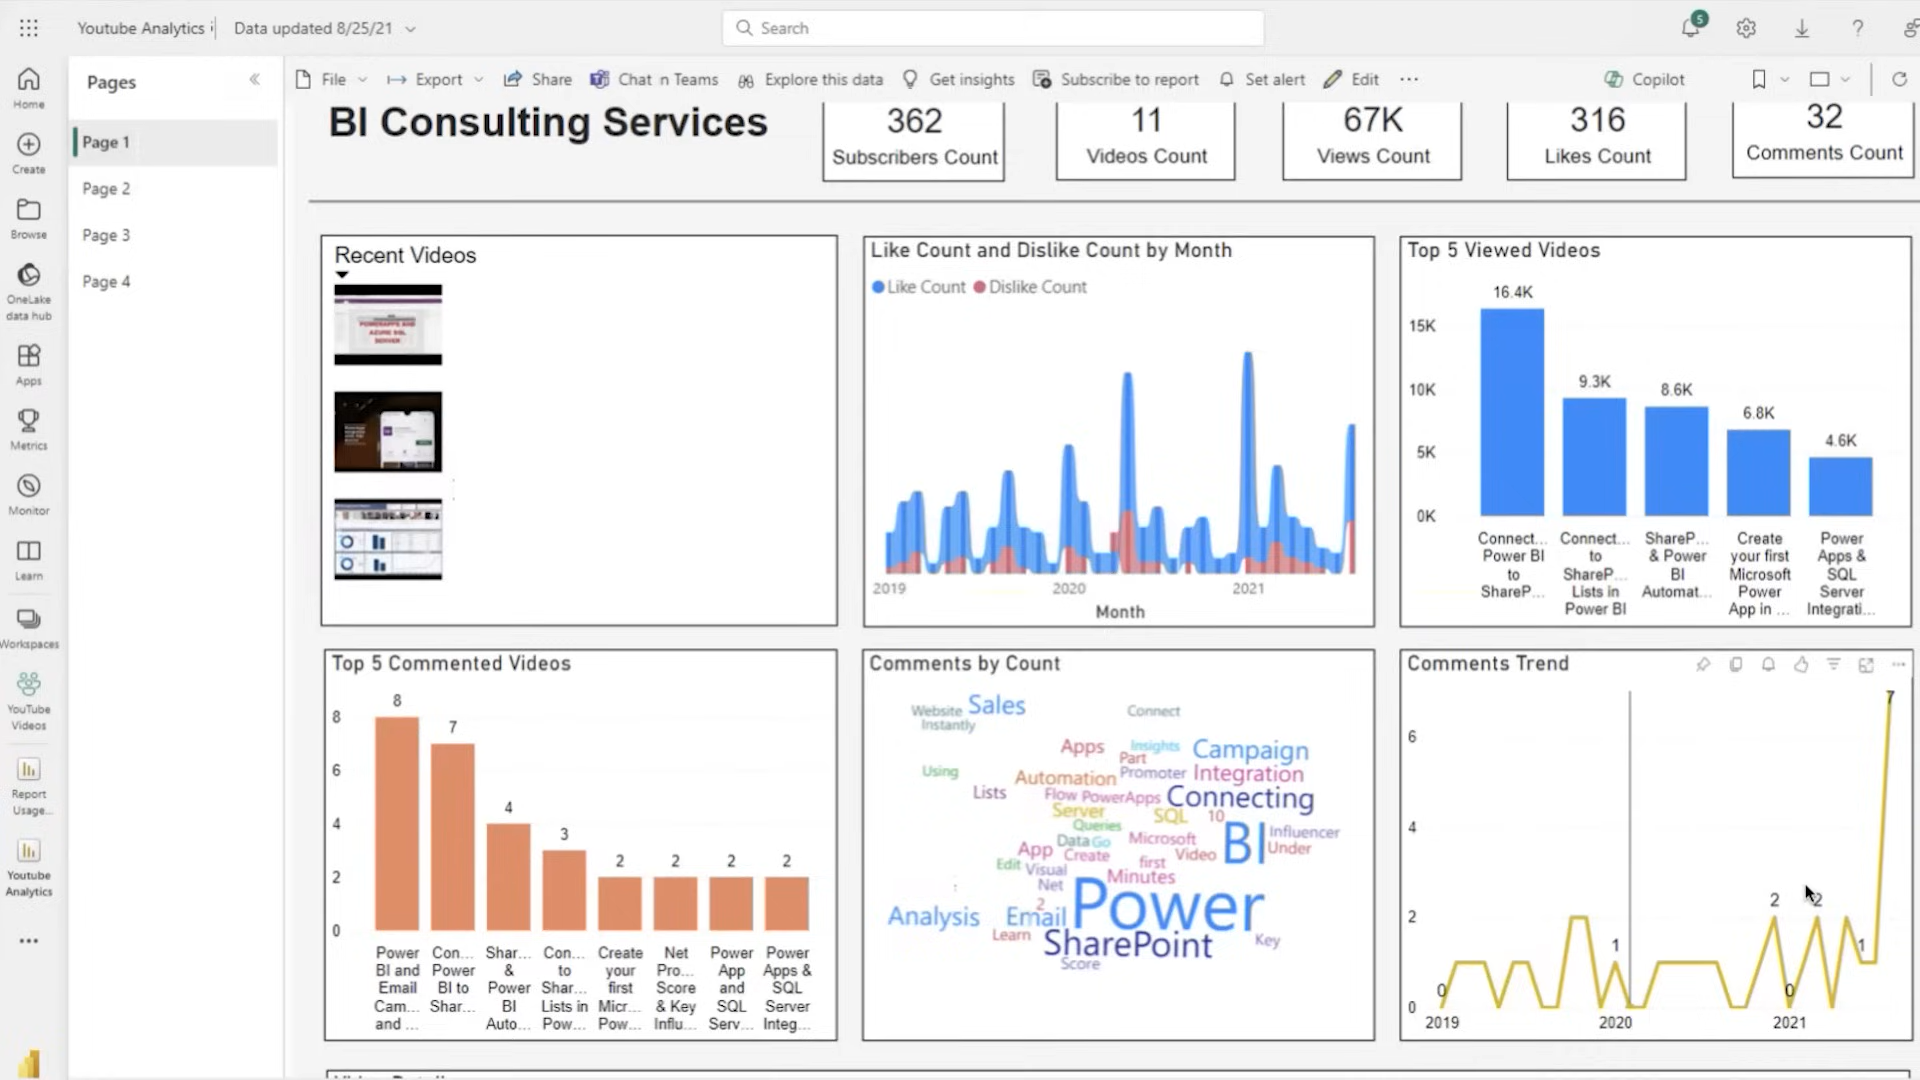 Youtube Analytics
Data updated 8/25/21
Search
5
Home
Create
Browse
OneLake
data hub
Apps
Metrics
Monitor
Learn
Workspaces
YouTube
Videos
Report
Usage...
Youtube
Analytics
Pages
Page 1
Page 2
Page 3
Page 4
File
Export
Share
Chat n Teams
Explore this data
Get insights
Subscribe to report
Set alert
Edit
Copilot
BI Consulting Services
362
Subscribers Count
11
Videos Count
67K
Views Count
316
Likes Count
32
Comments Count
Recent Videos
POWERAPPS AND
AZURE SQL
SERVER
Like Count and Dislike Count by Month
Like Count
Dislike Count
2019
2020
2021
Month
Top 5 Viewed Videos
15K
10K
5K
0K
16.4K
9.3K
8.6K
6.8K
4.6K
Connect...
Power BI
to
ShareP...
Connect...
to
ShareP...
Lists in
Power BI
ShareP...
& Power
BI
Automat...
Create
your first
Microsoft
Power
App in ...
Power
Apps &
SQL
Server
Integrati...
Top 5 Commented Videos
8
6
4
2
0
8
7
4
3
2
2
2
2
Power
BI and
Email
Cam...
and ...
Con...
Power
BI to
Shar...
Shar...
&
Power
BI
Auto...
Con...
to
Shar...
Lists in
Pow...
Create
your
first
Micr...
Pow...
Net
Pro...
Score
& Key
Influ...
Power
App
and
SQL
Serv...
Power
Apps &
SQL
Server
Integ...
Comments by Count
Website
Sales
Instantly
Connect
Apps
Insights
Campaign
Part
Using
Automation
Promoter
Integration
Lists
Flow
PowerApps
Connecting
Server
SQL
10
Queries
Data
Go
Microsoft
BI
Influencer
Under
App
Create
Video
Edit
Visual
first
Minutes
Net
2
Power
Analysis
Email
Learn
SharePoint
Key
Score
Comments Trend
6
4
2
0
0
1
2
0
2
1
7
2019
2020
2021